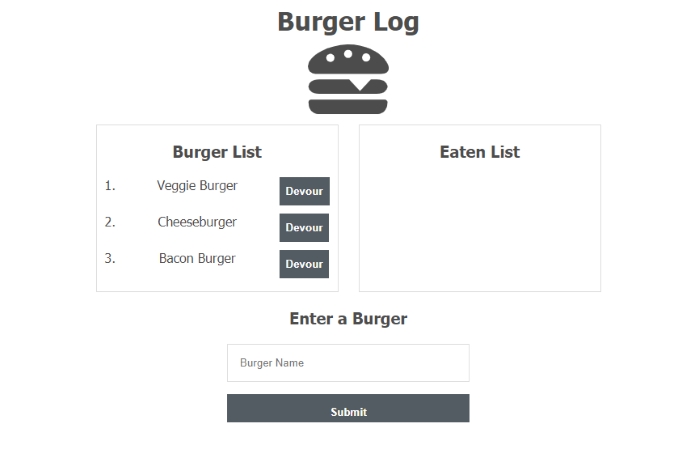 Burger Log
Burger List
1. Veggie Burger Devour
2. Cheeseburger Devour
3. Bacon Burger Devour
Eaten List
Enter a Burger
Burger Name
Submit